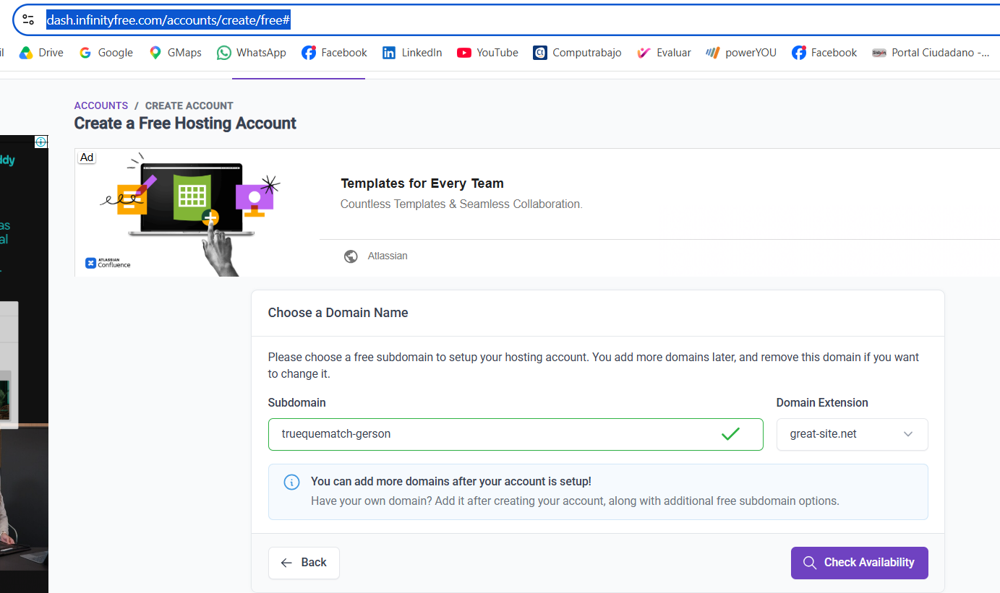 dash.infinityfree.com/accounts/create/free#
Drive Google GMaps WhatsApp Facebook LinkedIn YouTube Computrabajo Evaluar powerYOU Facebook Portal Ciudadano -...
ACCOUNTS / CREATE ACCOUNT
Create a Free Hosting Account
Ad
Templates for Every Team
Countless Templates & Seamless Collaboration.
Atlassian
ATLASSIAN
Confluence
Choose a Domain Name
Please choose a free subdomain to setup your hosting account. You add more domains later, and remove this domain if you want
to change it.
Subdomain Domain Extension
truequematch-gerson great-site.net
You can add more domains after your account is setup!
Have your own domain? Add it after creating your account, along with additional free subdomain options.
Back Check Availability